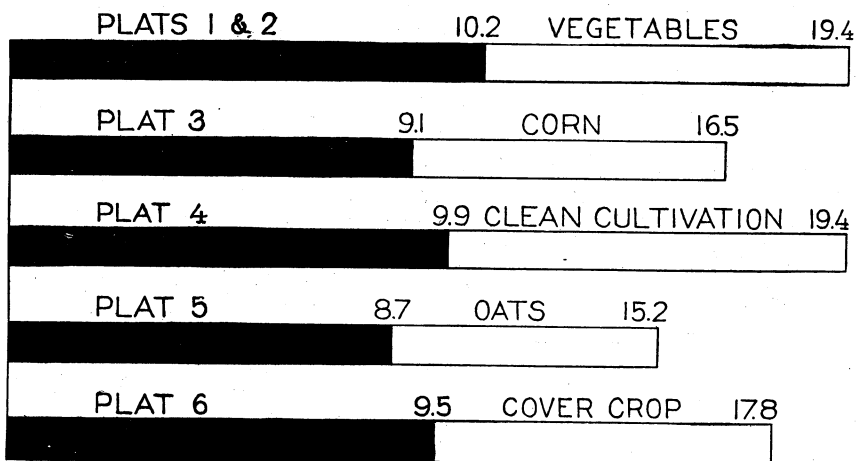 PLATS 1 & 2 10.2 VEGETABLES 19.4
PLAT 3 9.1 CORN 16.5
PLAT 4 9.9 CLEAN CULTIVATION 19.4
PLAT 5 8.7 OATS 15.2
PLAT 6 9.5 COVER CROP 17.8